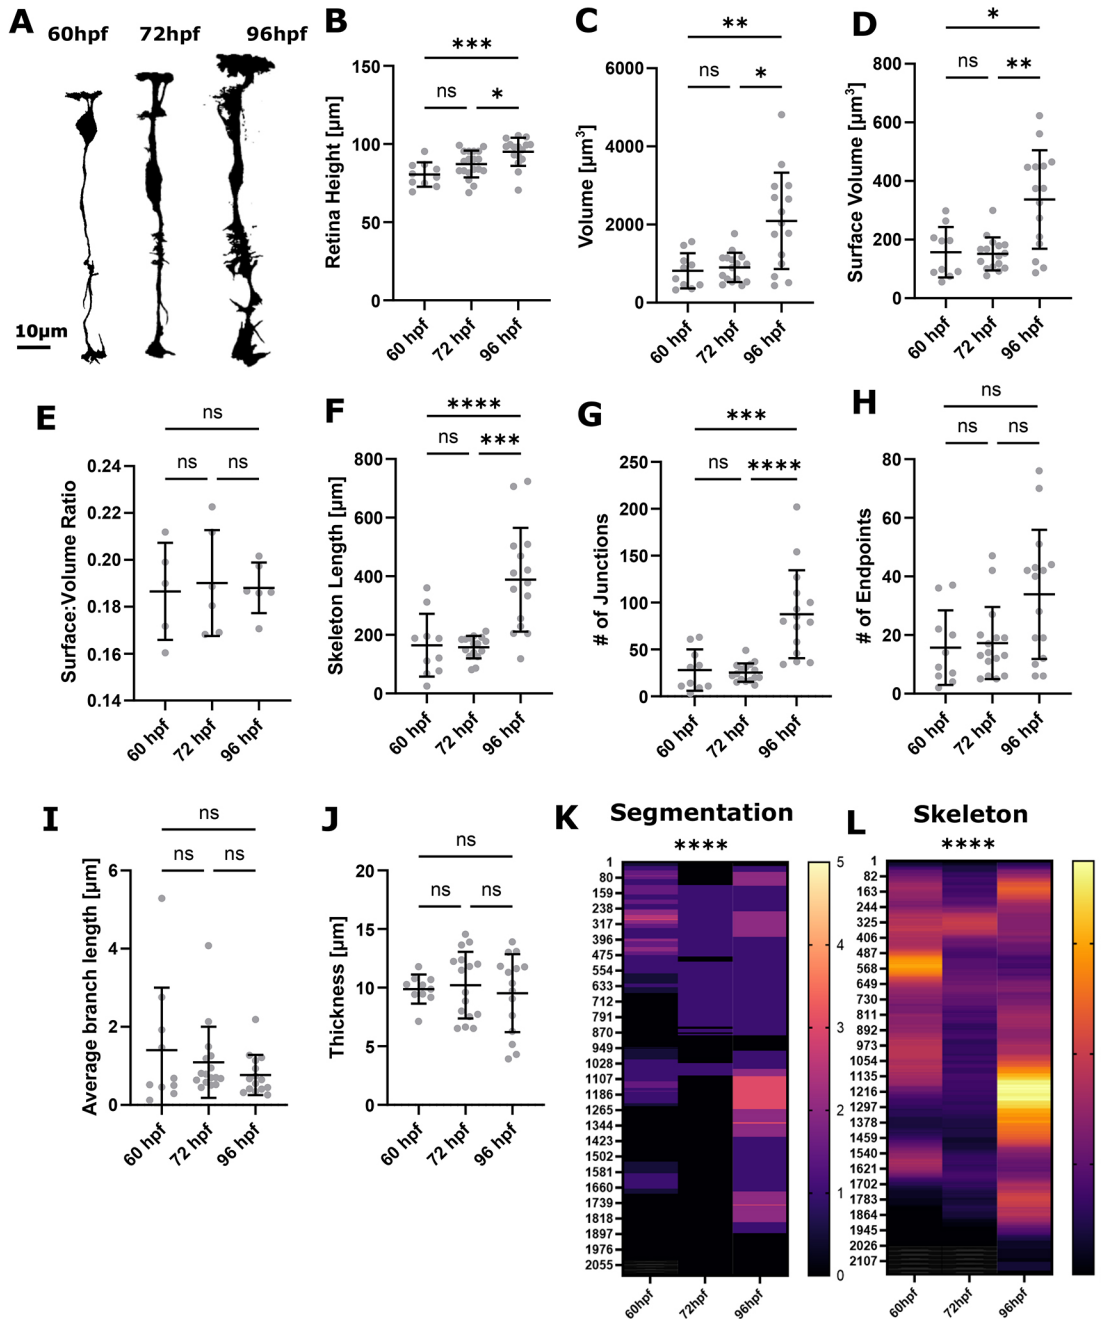 A
60hpf 72hpf 96hpf
10µm
B
***
ns *
Retina Height [µm]
150
100
50
0
60 hpf
72 hpf
96 hpf
C
**
ns *
Volume [µm³]
6000
4000
2000
0
60 hpf
72 hpf
96 hpf
D
*
ns **
Surface Volume [µm³]
800
600
400
200
0
60 hpf
72 hpf
96 hpf
E
ns
ns ns
Surface:Volume Ratio
0.24
0.22
0.20
0.18
0.16
0.14
60 hpf
72 hpf
96 hpf
F
****
ns ***
Skeleton Length [µm]
800
600
400
200
0
60 hpf
72 hpf
96 hpf
G
***
ns ****
# of Junctions
250
200
150
100
50
0
60 hpf
72 hpf
96 hpf
H
ns
ns ns
# of Endpoints
80
60
40
20
0
60 hpf
72 hpf
96 hpf
I
ns
ns ns
Average branch length [µm]
6
4
2
0
60 hpf
72 hpf
96 hpf
J
ns
ns ns
Thickness [µm]
20
15
10
5
0
60 hpf
72 hpf
96 hpf
K
Segmentation
****
1
80
159
238
317
396
475
554
633
712
791
870
949
1028
1107
1186
1265
1344
1423
1502
1581
1660
1739
1818
1897
1976
2055
60hpf
72hpf
96hpf
5
4
3
2
1
0
L
Skeleton
****
1
82
163
244
325
406
487
568
649
730
811
892
973
1054
1135
1216
1297
1378
1459
1540
1621
1702
1783
1864
1945
2026
2107
60hpf
72hpf
96hpf